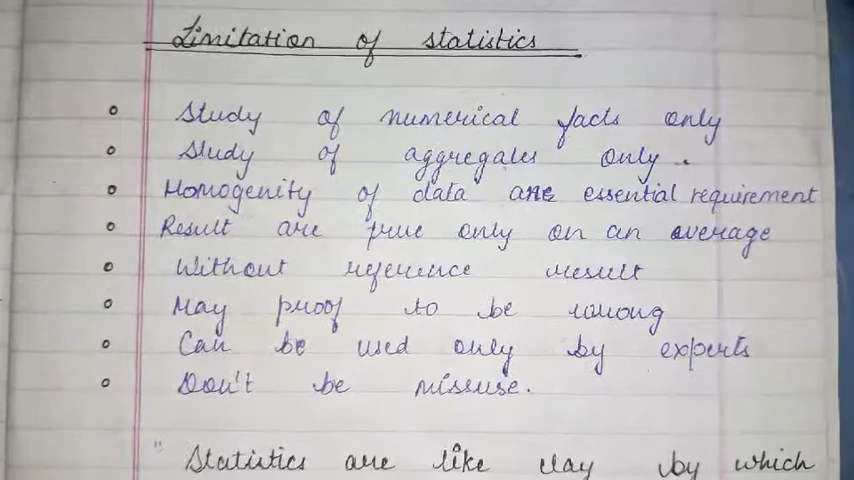 Limitation of statistics
Study of numerical facts only
Study of aggregates only.
Homogenity of data are essential requirement
Result are true only on an average
Without reference result
May proof to be wrong
Can be used only by experts
Don't be missuse.
"Statistics are like clay by which